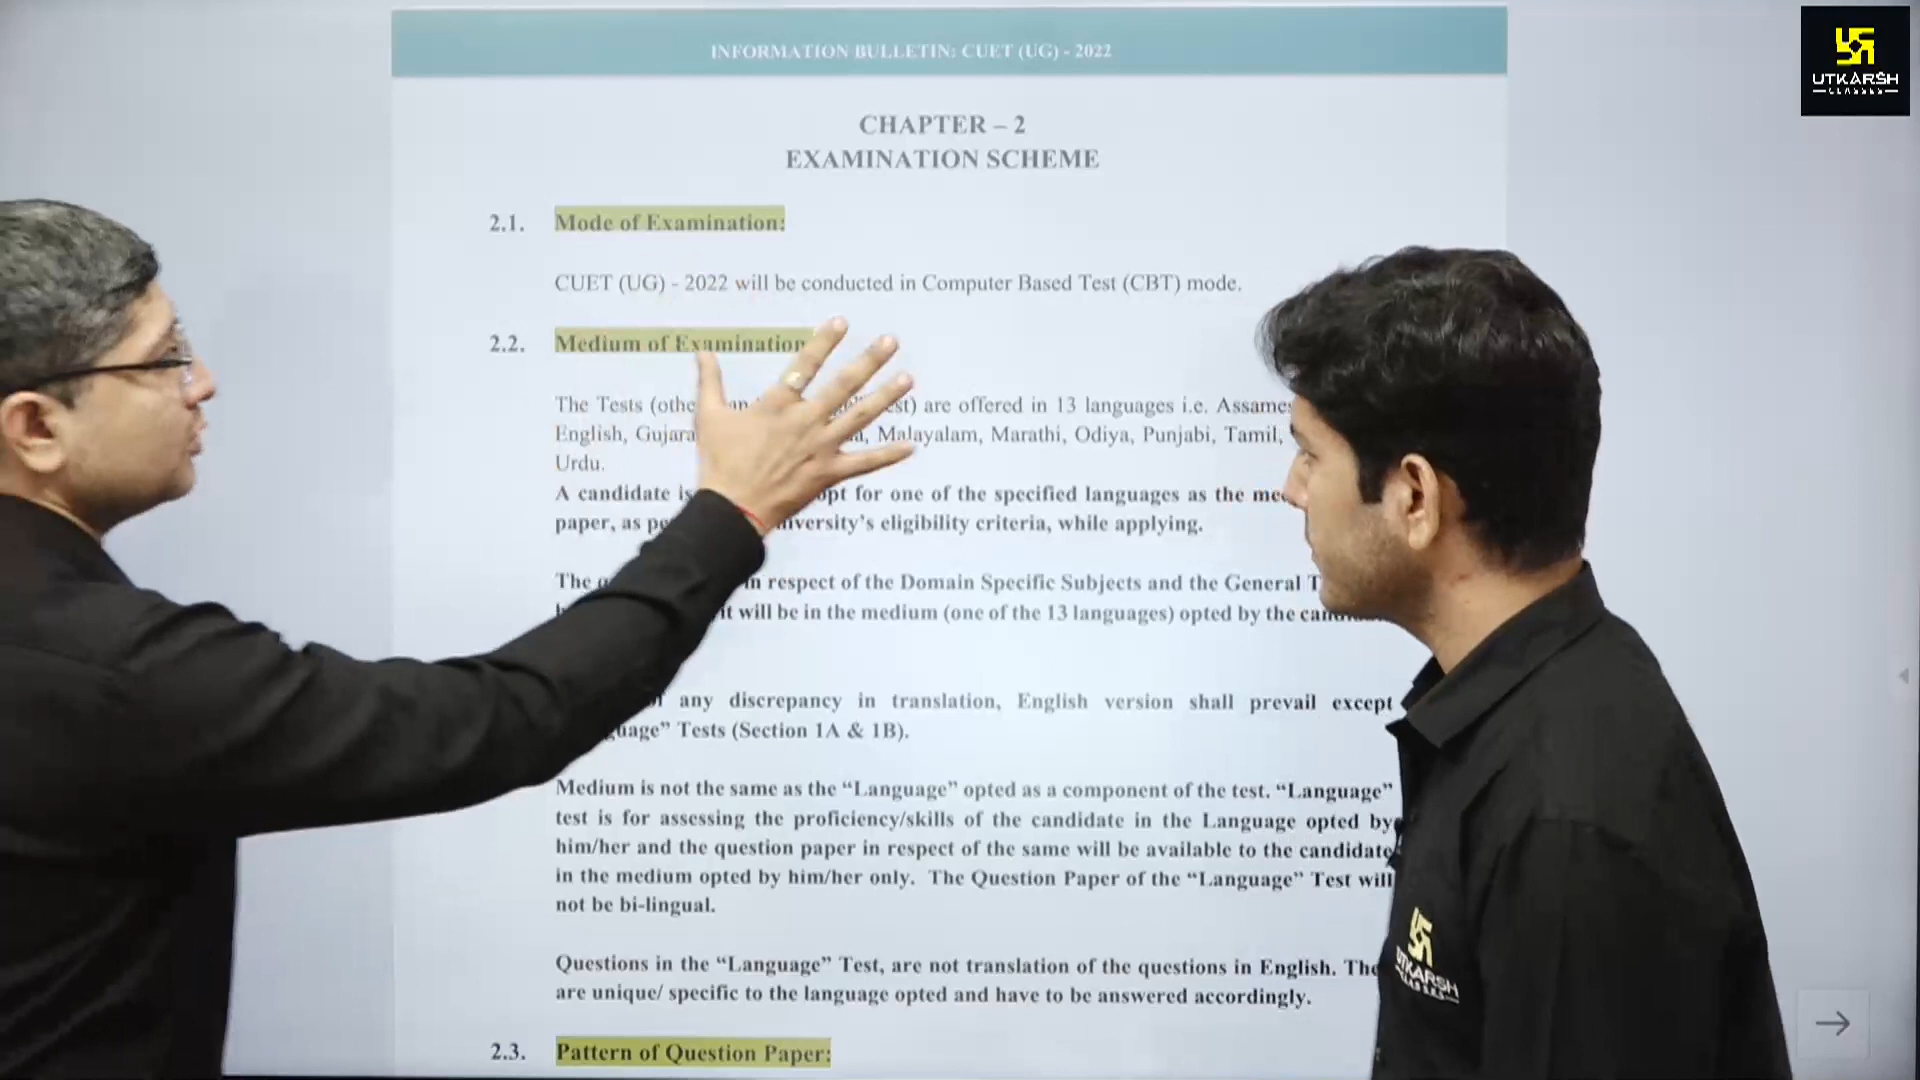 INFORMATION BULLETIN: CUET (UG) - 2022
UTKARSH
CLASSES
CHAPTER – 2
EXAMINATION SCHEME
2.1. Mode of Examination:
CUET (UG) - 2022 will be conducted in Computer Based Test (CBT) mode.
2.2. Medium of Examination
The Tests are offered in 13 languages i.e.
English, Malayalam, Marathi, Odiya, Punjabi, Tamil,
Urdu.
A candidate is opt for one of the specified languages as the
paper, as eligibility criteria, while applying.
The in respect of the Domain Specific Subjects and the General
it will be in the medium (one of the 13 languages) opted by the
any discrepancy in translation, English version shall prevail except
Tests (Section 1A & 1B).
Medium is not the same as the “Language” opted as a component of the test. “Language”
test is for assessing the proficiency/skills of the candidate in the Language opted by
him/her and the question paper in respect of the same will be available to the candidate
in the medium opted by him/her only. The Question Paper of the “Language” Test will
not be bi-lingual.
Questions in the “Language” Test, are not translation of the questions in English.
are unique/ specific to the language opted and have to be answered accordingly.
UTKARSH
CLASSES
2.3. Pattern of Question Paper: